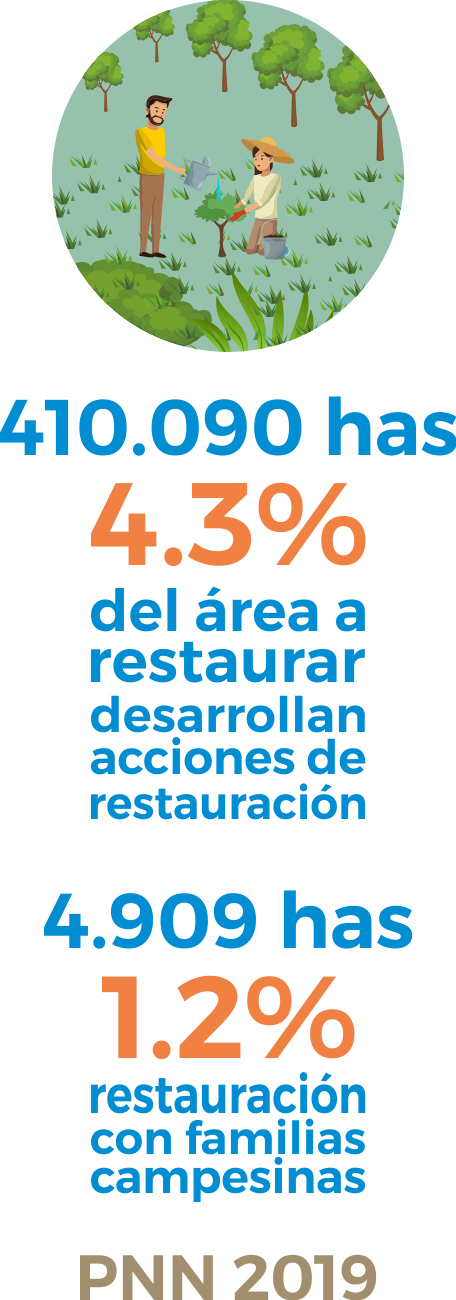 410.090 has
4.3%
del área a
restaurar
desarrollan
acciones de
restauración
4.909 has
1.2%
restauración
con familias
campesinas
PNN 2019